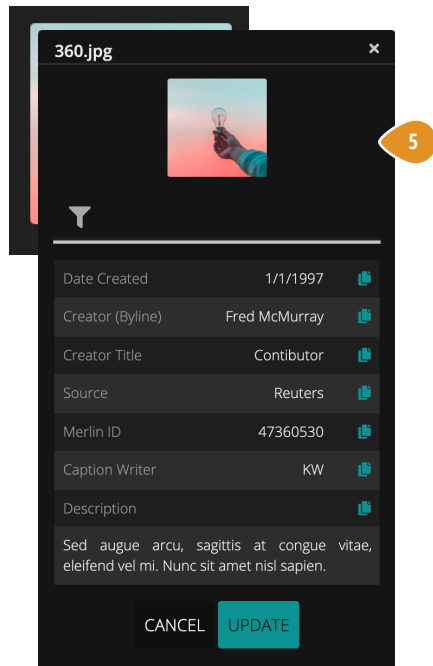 360.jpg ×
5
Date Created 1/1/1997
Creator (Byline) Fred McMurray
Creator Title Contibutor
Source Reuters
Merlin ID 47360530
Caption Writer KW
Description
Sed augue arcu, sagittis at congue vitae,
eleifend vel mi. Nunc sit amet nisl sapien.
CANCEL UPDATE